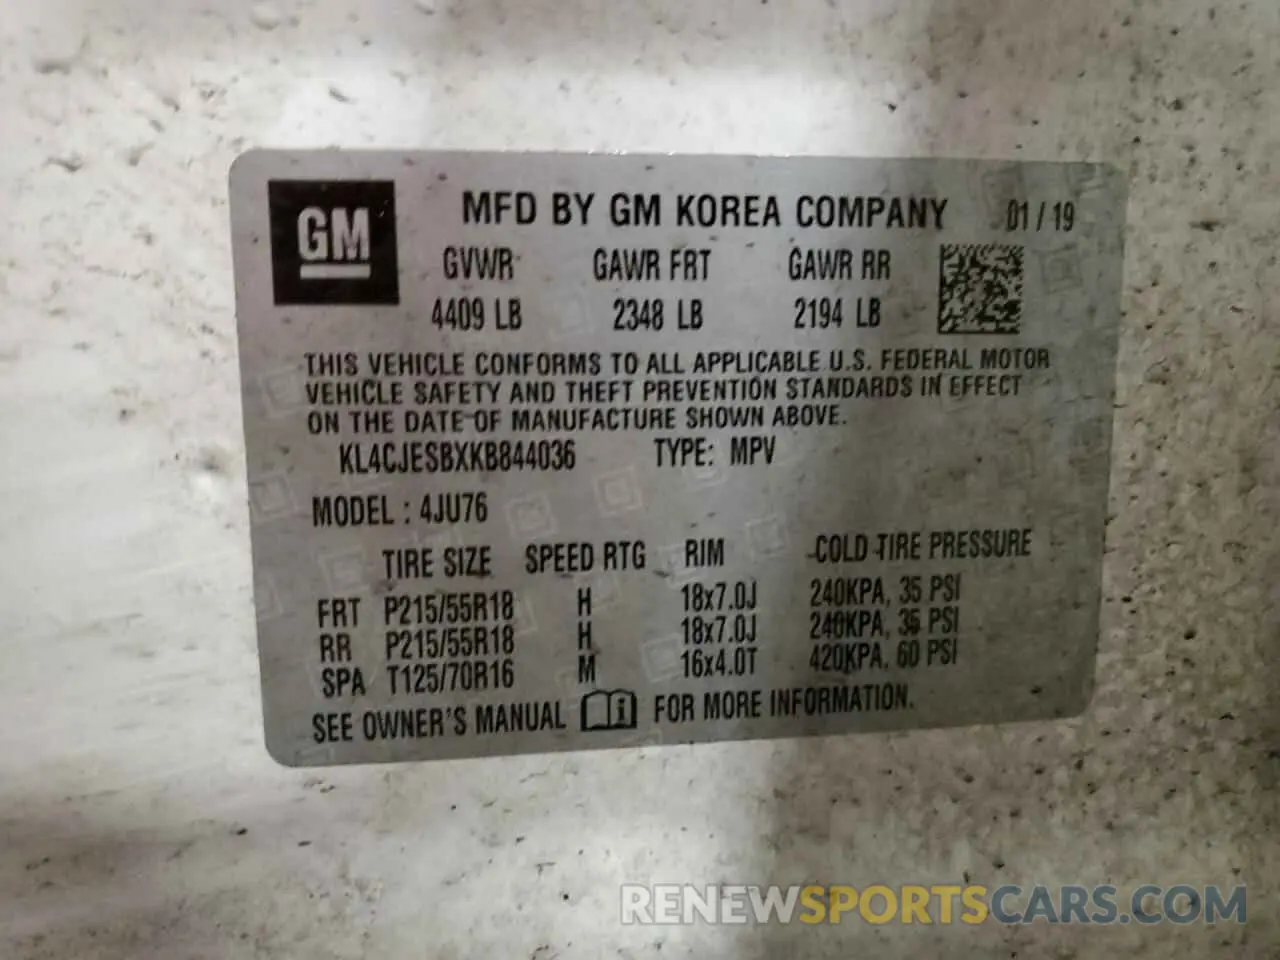 GM
MFD BY GM KOREA COMPANY 01/19
GVWR GAWR FRT GAWR RR
4409 LB 2348 LB 2194 LB
THIS VEHICLE CONFORMS TO ALL APPLICABLE U.S. FEDERAL MOTOR
VEHICLE SAFETY AND THEFT PREVENTION STANDARDS IN EFFECT
ON THE DATE OF MANUFACTURE SHOWN ABOVE.
KL4CJESBXKB844036 TYPE: MPV
MODEL : 4JU76
TIRE SIZE SPEED RTG RIM COLD TIRE PRESSURE
FRT P215/55R18 H 18x7.0J 240KPA, 35 PSI
RR P215/55R18 H 18x7.0J 240KPA, 35 PSI
SPA T125/70R16 M 16x4.0T 420KPA, 60 PSI
SEE OWNER'S MANUAL i FOR MORE INFORMATION.
RENEWSPORTSCARS.COM